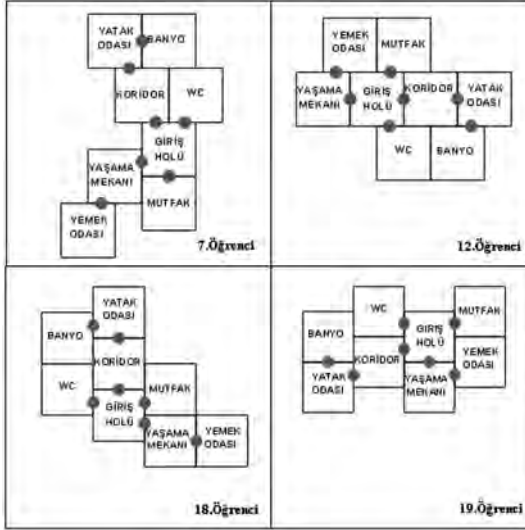 YATAK
ODASI
BANYO
KORİDOR
WC
GİRİŞ
HOLÜ
YAŞAMA
MEKANI
MUTFAK
YEMEK
ODASI
7.Öğrenci
YEMEK
ODASI
MUTFAK
YAŞAMA
MEKANI
GİRİŞ
HOLÜ
KORİDOR
YATAK
ODASI
WC
BANYO
12.Öğrenci
YATAK
ODASI
BANYO
KORİDOR
WC
GİRİŞ
HOLÜ
MUTFAK
YAŞAMA
MEKANI
YEMEK
ODASI
18.Öğrenci
WC
MUTFAK
BANYO
GİRİŞ
HOLÜ
KORİDOR
YEMEK
ODASI
YATAK
ODASI
YAŞAMA
MEKANI
19.Öğrenci